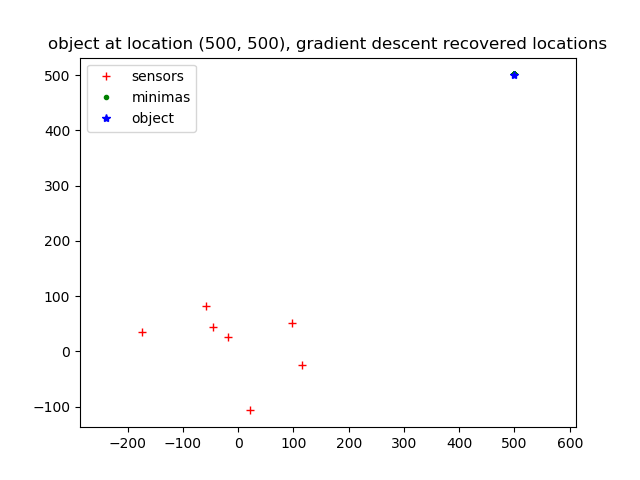 object at location (500, 500), gradient descent recovered locations
sensors
minimas
object
500
400
300
200
100
0
−100
−200 −100 0 100 200 300 400 500 600